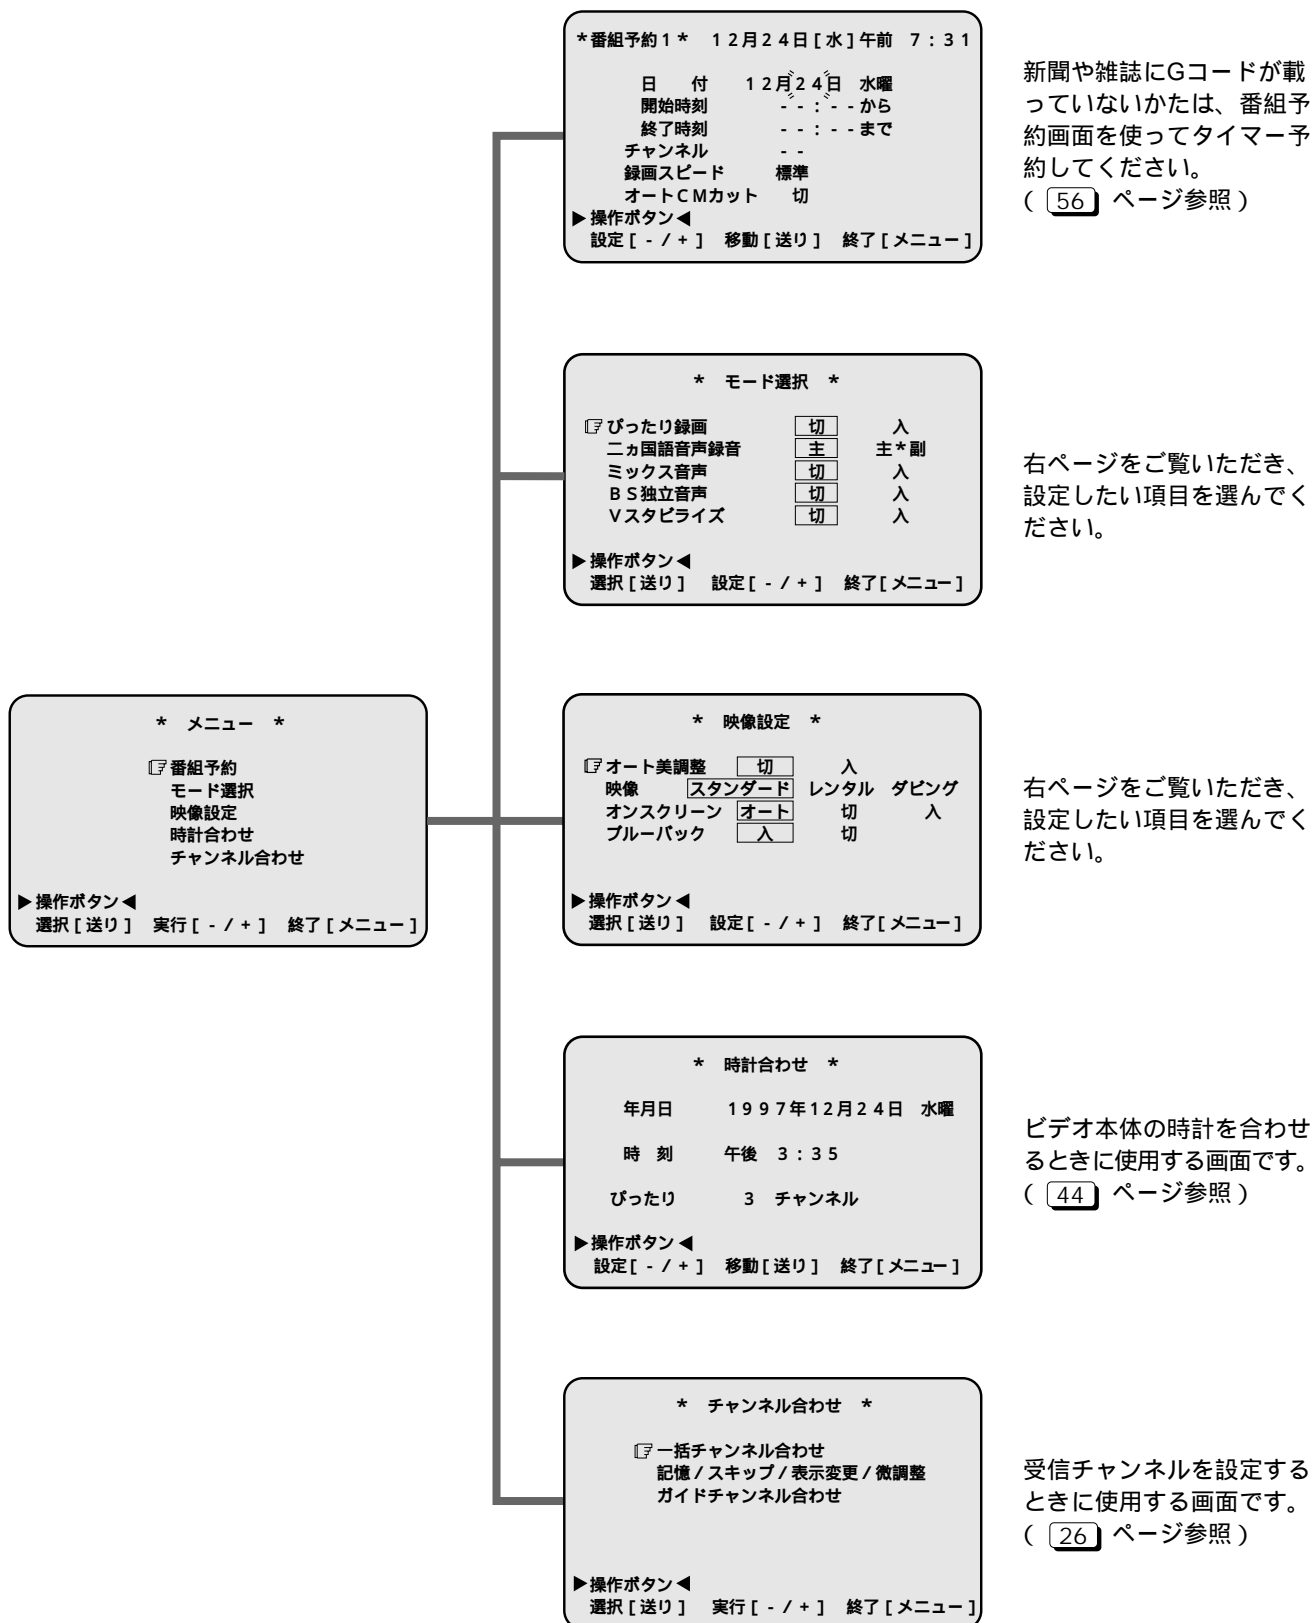 *番組予約1* 12月24日[水]午前 7:31
日 付 12月24日 水曜
開始時刻 --:--から
終了時刻 --:--まで
チャンネル --
録画スピード 標準
オートCMカット 切
▶操作ボタン◀
設定[-/+] 移動[送り] 終了[メニュー]
新聞や雑誌にGコードが載
っていないかたは、番組予
約画面を使ってタイマー予
約してください。
(56 ページ参照)
* モード選択 *
☞ぴったり録画 切 入
二ヵ国語音声録音 主 主*副
ミックス音声 切 入
BS独立音声 切 入
Vスタビライズ 切 入
▶操作ボタン◀
選択[送り] 設定[-/+] 終了[メニュー]
右ページをご覧いただき、
設定したい項目を選んでく
ださい。
* メニュー *
☞番組予約
モード選択
映像設定
時計合わせ
チャンネル合わせ
▶操作ボタン◀
選択[送り] 実行[-/+] 終了[メニュー]
* 映像設定 *
☞オート美調整 切 入
映像 スタンダード レンタル ダビング
オンスクリーン オート 切 入
ブルーバック 入 切
▶操作ボタン◀
選択[送り] 設定[-/+] 終了[メニュー]
右ページをご覧いただき、
設定したい項目を選んでく
ださい。
* 時計合わせ *
年月日 1997年12月24日 水曜
時 刻 午後 3:35
ぴったり 3 チャンネル
▶操作ボタン◀
設定[-/+] 移動[送り] 終了[メニュー]
ビデオ本体の時計を合わせ
るときに使用する画面です。
(44 ページ参照)
* チャンネル合わせ *
☞一括チャンネル合わせ
記憶/スキップ/表示変更/微調整
ガイドチャンネル合わせ
▶操作ボタン◀
選択[送り] 実行[-/+] 終了[メニュー]
受信チャンネルを設定する
ときに使用する画面です。
(26 ページ参照)